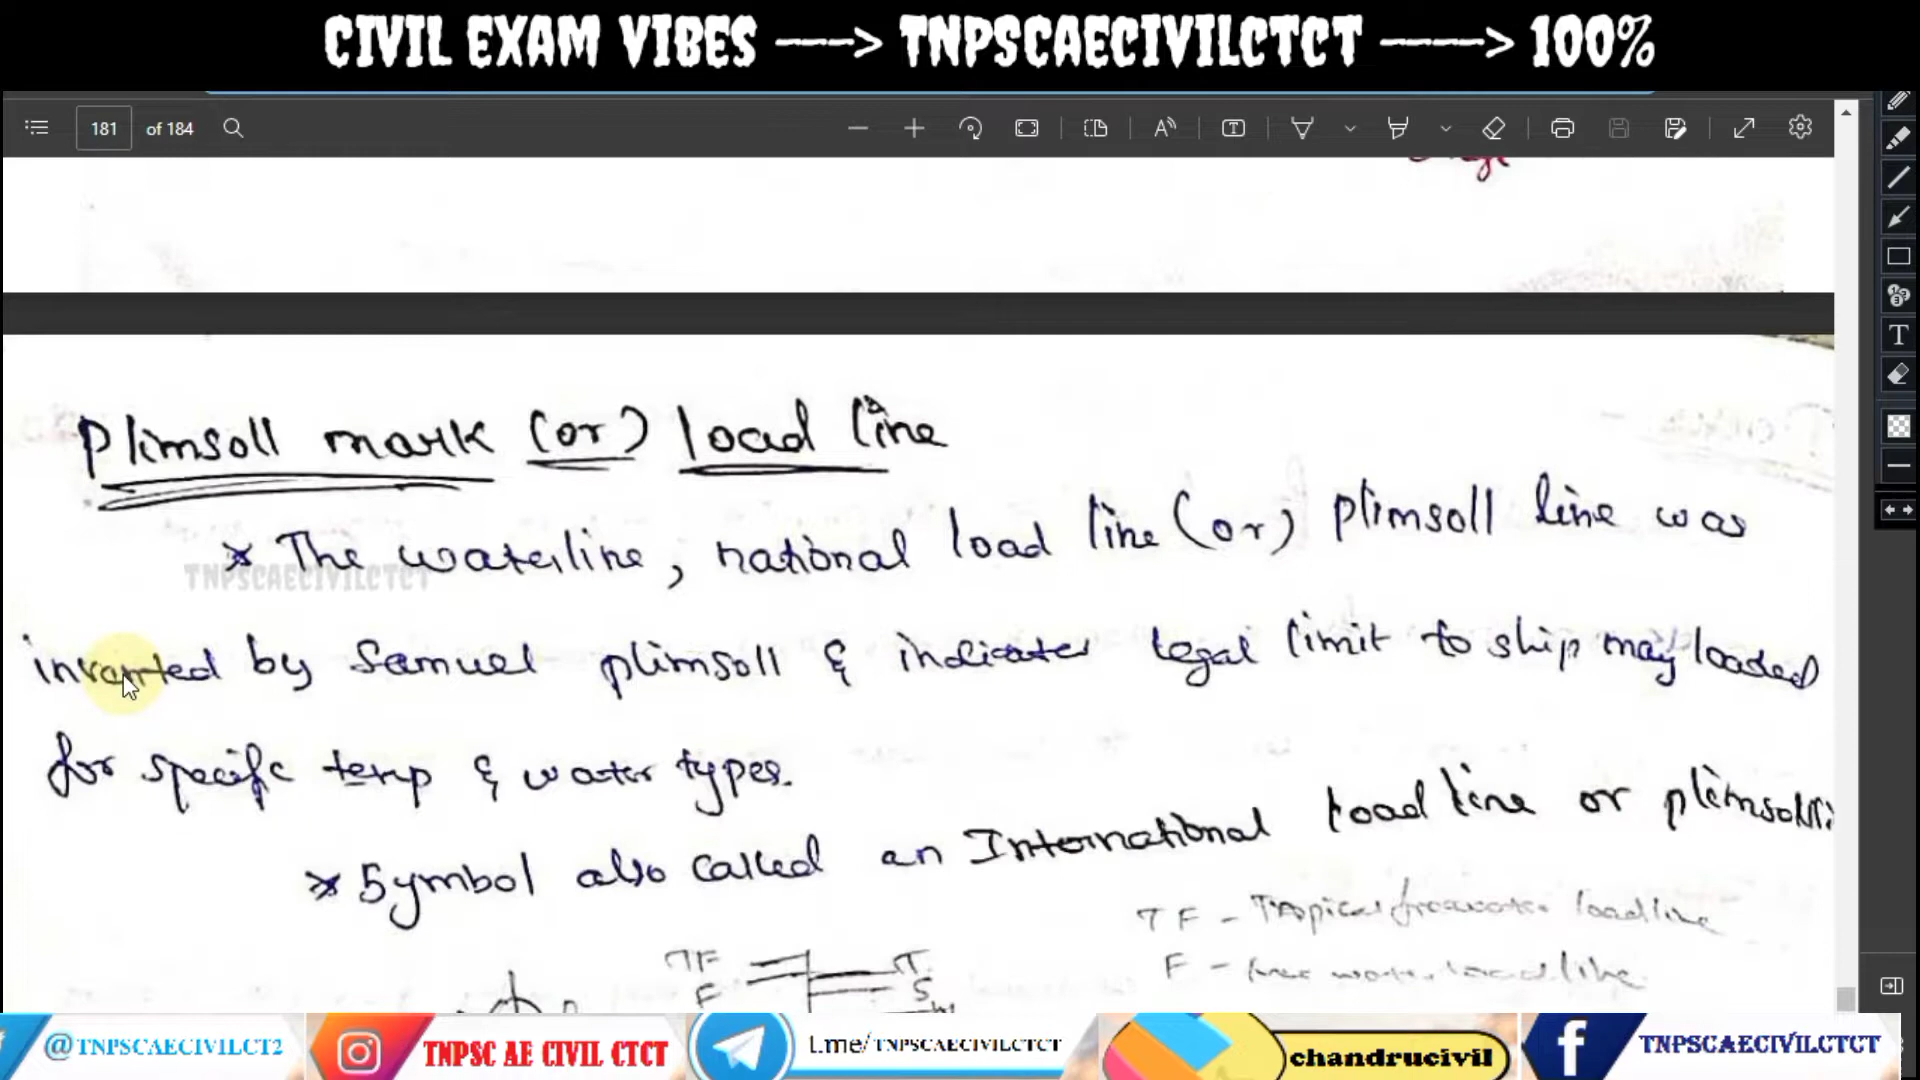 CIVIL EXAM VIBES ---> TNPSCAECIVILCTCT ----> 100%
181 of 184
Plimsoll mark (or) load line
* The waterline, national load line (or) plimsoll line was
TNPSCAECIVILCTCT
invented by Samuel plimsoll & indicates legal limit to ship may loaded
for specific temp & water types.
* Symbol also called an International load line or plimsoll
TF - Tropical freshwater load line
F - load line
TF T
F S
@TNPSCAECIVILCT2
TNPSC AE CIVIL CTCT
t.me/TNPSCAECIVILCTCT
chandrucivil
TNPSCAECIVILCTCT